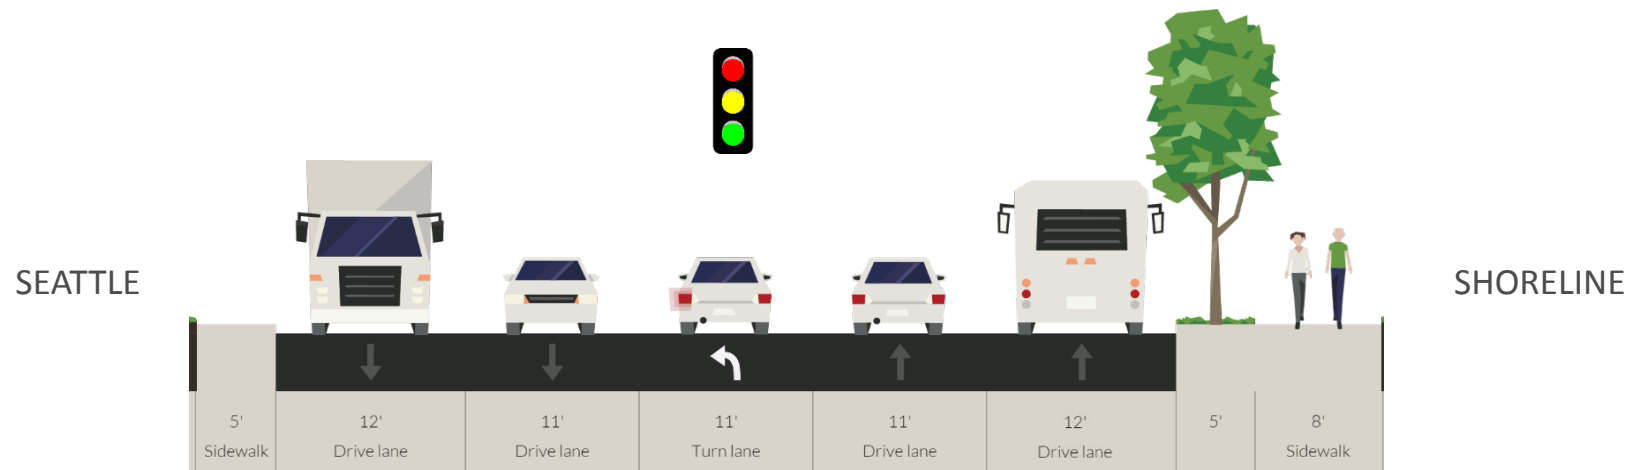 SEATTLE
SHORELINE
5'
Sidewalk
12'
Drive lane
11'
Drive lane
11'
Turn lane
11'
Drive lane
12'
Drive lane
5'
8'
Sidewalk